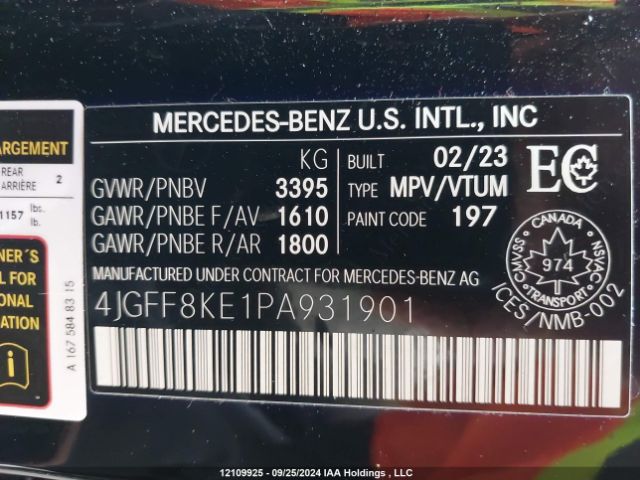 ARGEMENT
REAR
ARRIÈRE 2
1157 lbs.
lb.
NER´S
L FOR
ONAL
ATION
i
A 167 584 83 15
MERCEDES-BENZ U.S. INTL., INC
KG
GVWR/PNBV 3395
GAWR/PNBE F/AV 1610
GAWR/PNBE R/AR 1800
BUILT 02/23
TYPE MPV/VTUM
PAINT CODE 197
EC
MANUFACTURED UNDER CONTRACT FOR MERCEDES-BENZ AG
4JGFF8KE1PA931901
CANADA
CMVSS NSVAC
974
TRANSPORT
ICES/NMB-002
12109925 - 09/25/2024 IAA Holdings , LLC